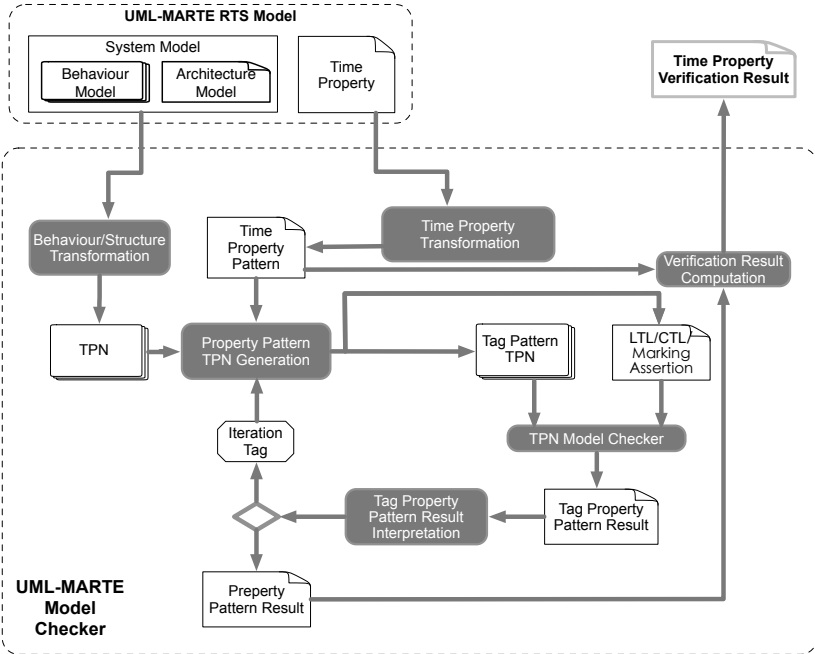 UML-MARTE RTS Model
System Model
Behaviour
Model
Architecture
Model
Time
Property
Time Property
Verification Result
Behaviour/Structure
Transformation
Time
Property
Pattern
Time Property
Transformation
Verification Result
Computation
TPN
Property Pattern
TPN Generation
Tag Pattern
TPN
LTL/CTL/
Marking
Assertion
Iteration
Tag
TPN Model Checker
Tag Property
Pattern Result
Interpretation
Tag Property
Pattern Result
Preperty
Pattern Result
UML-MARTE
Model
Checker